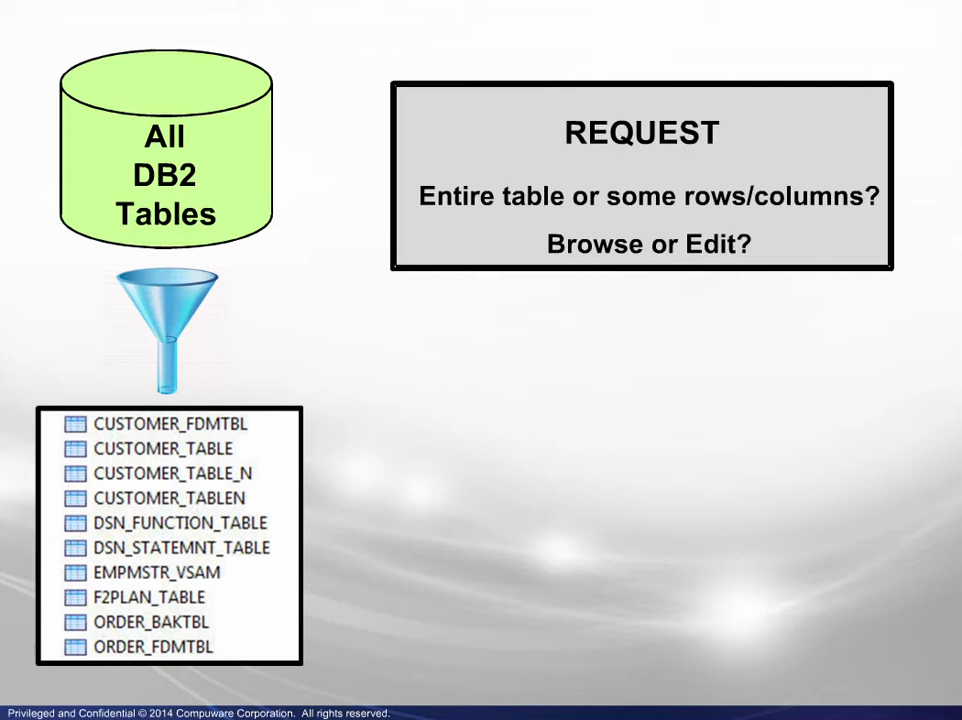 All
DB2
Tables
REQUEST
Entire table or some rows/columns?
Browse or Edit?
CUSTOMER_FDMTBL
CUSTOMER_TABLE
CUSTOMER_TABLE_N
CUSTOMER_TABLEN
DSN_FUNCTION_TABLE
DSN_STATEMNT_TABLE
EMPMSTR_VSAM
F2PLAN_TABLE
ORDER_BAKTBL
ORDER_FDMTBL
Privileged and Confidential © 2014 Compuware Corporation. All rights reserved.